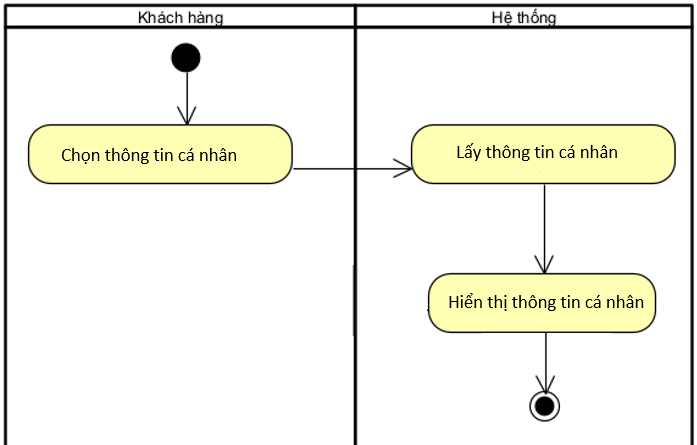 Khách hàng
Hệ thống
Chọn thông tin cá nhân
Lấy thông tin cá nhân
Hiển thị thông tin cá nhân